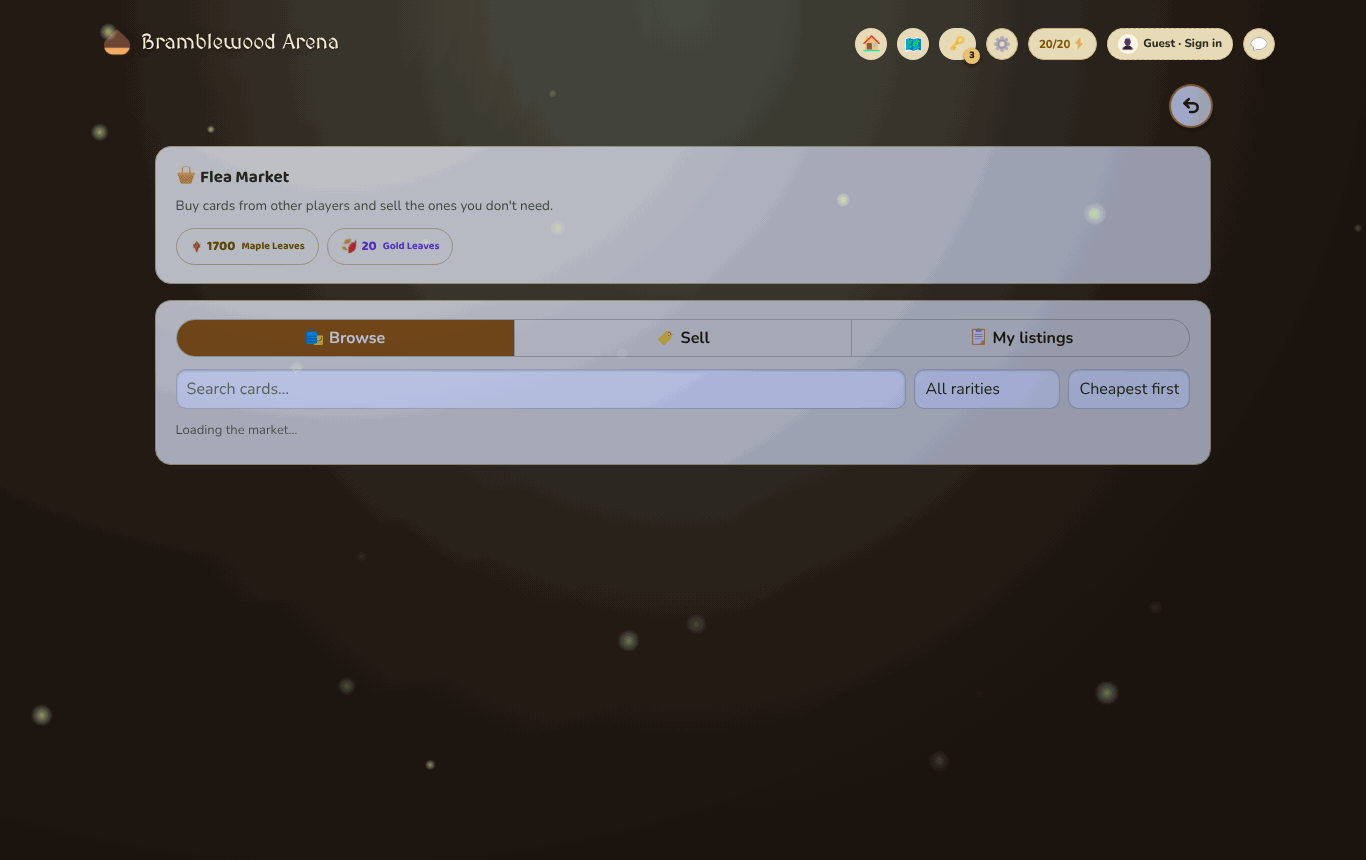 Bramblewood Arena
3
20/20
Guest · Sign in
Flea Market
Buy cards from other players and sell the ones you don't need.
1700 Maple Leaves
20 Gold Leaves
Browse
Sell
My listings
Search cards...
All rarities
Cheapest first
Loading the market...